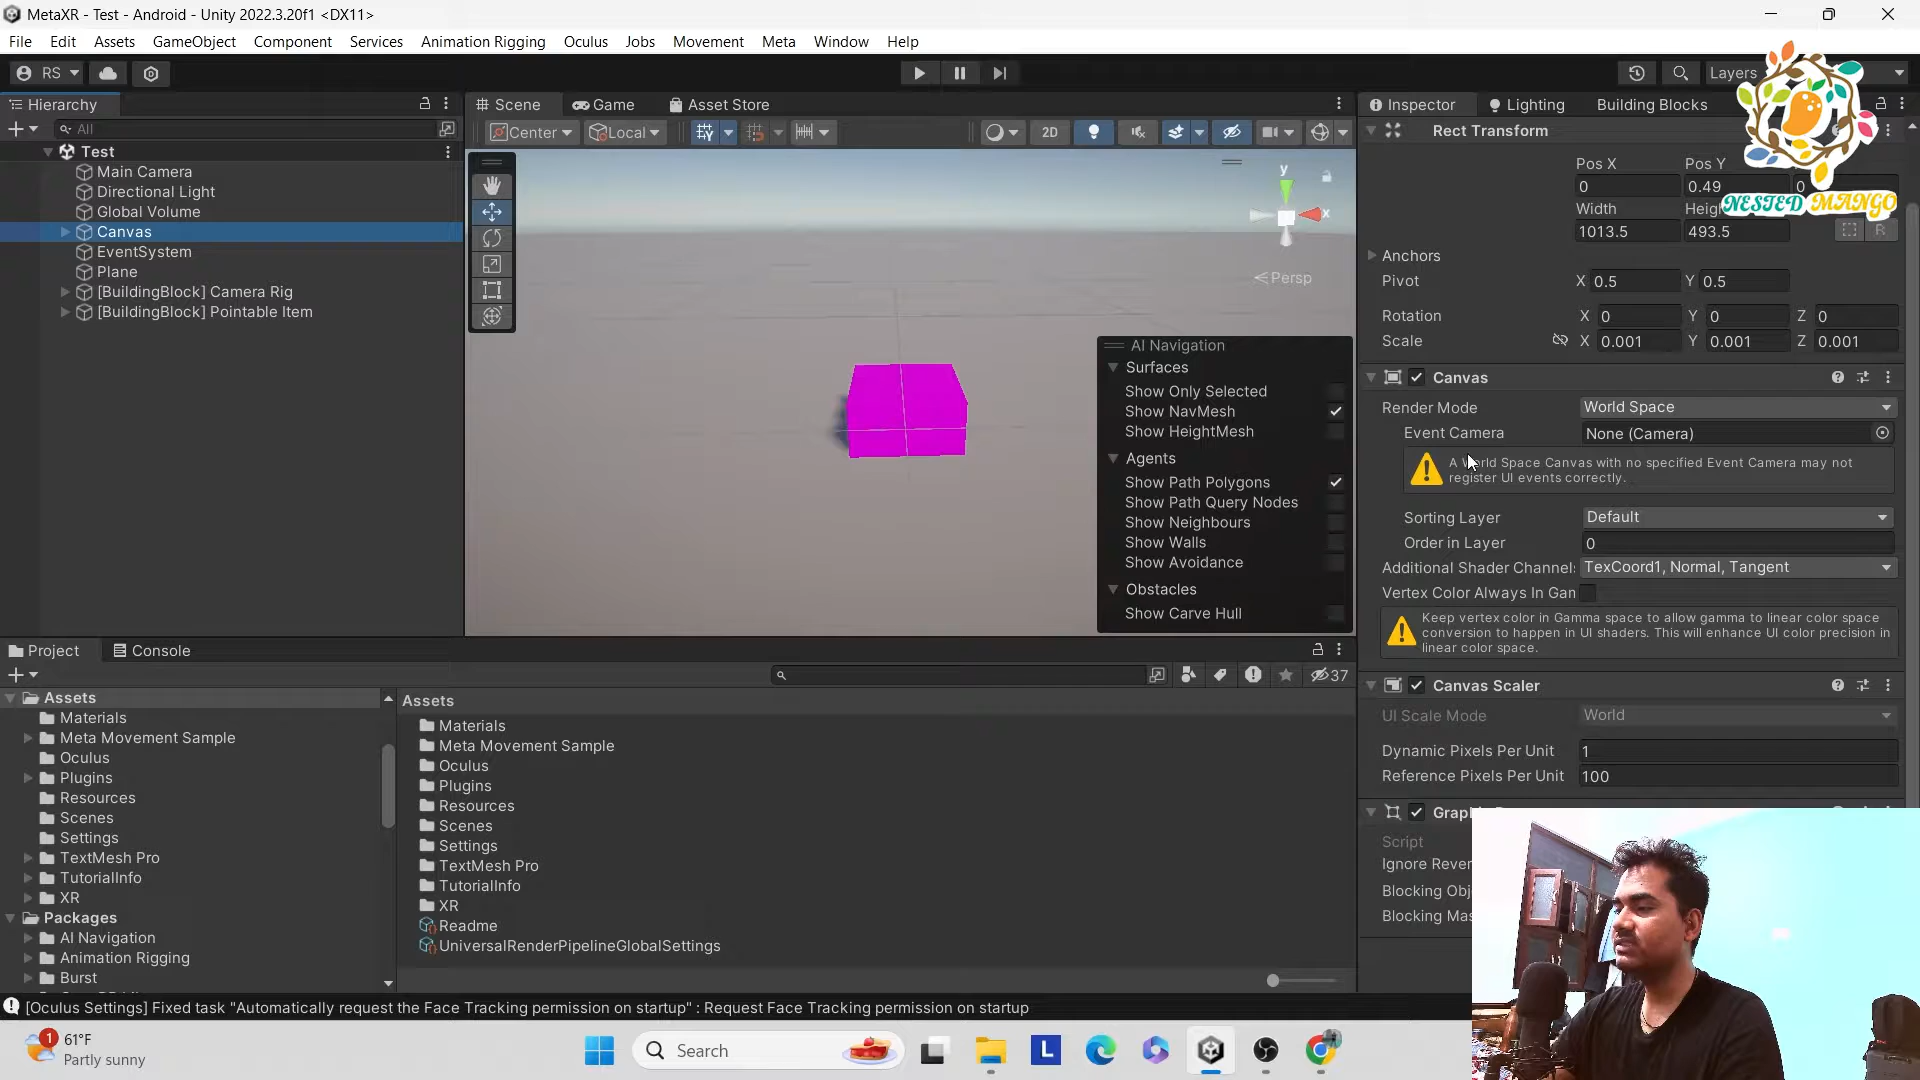 MetaXR - Test - Android - Unity 2022.3.20f1 <DX11>
File Edit Assets GameObject Component Services Animation Rigging Oculus Jobs Movement Meta Window Help
RS
Layers
NESTED MANGO
Hierarchy
All
Test
Main Camera
Directional Light
Global Volume
Canvas
EventSystem
Plane
[BuildingBlock] Camera Rig
[BuildingBlock] Pointable Item
Scene Game Asset Store
Center Local 2D
y
x
Persp
AI Navigation
Surfaces
Show Only Selected
Show NavMesh
Show HeightMesh
Agents
Show Path Polygons
Show Path Query Nodes
Show Neighbours
Show Walls
Show Avoidance
Obstacles
Show Carve Hull
Inspector Lighting Building Blocks
Rect Transform
Pos X Pos Y
0 0.49 0
Width Heig
1013.5 493.5 R
Anchors
Pivot X 0.5 Y 0.5
Rotation X 0 Y 0 Z 0
Scale X 0.001 Y 0.001 Z 0.001
Canvas
Render Mode World Space
Event Camera None (Camera)
A World Space Canvas with no specified Event Camera may not
register UI events correctly.
Sorting Layer Default
Order in Layer 0
Additional Shader Channel: TexCoord1, Normal, Tangent
Vertex Color Always In Gan
Keep vertex color in Gamma space to allow gamma to linear color space
conversion to happen in UI shaders. This will enhance UI color precision in
linear color space.
Canvas Scaler
UI Scale Mode World
Dynamic Pixels Per Unit 1
Reference Pixels Per Unit 100
Graphi
Script
Ignore Rever
Blocking Obj
Blocking Mas
Project Console
37
Assets
Materials
Meta Movement Sample
Oculus
Plugins
Resources
Scenes
Settings
TextMesh Pro
TutorialInfo
XR
Packages
AI Navigation
Animation Rigging
Burst
Assets
Materials
Meta Movement Sample
Oculus
Plugins
Resources
Scenes
Settings
TextMesh Pro
TutorialInfo
XR
Readme
UniversalRenderPipelineGlobalSettings
[Oculus Settings] Fixed task "Automatically request the Face Tracking permission on startup" : Request Face Tracking permission on startup
1
61°F
Partly sunny
Search
L